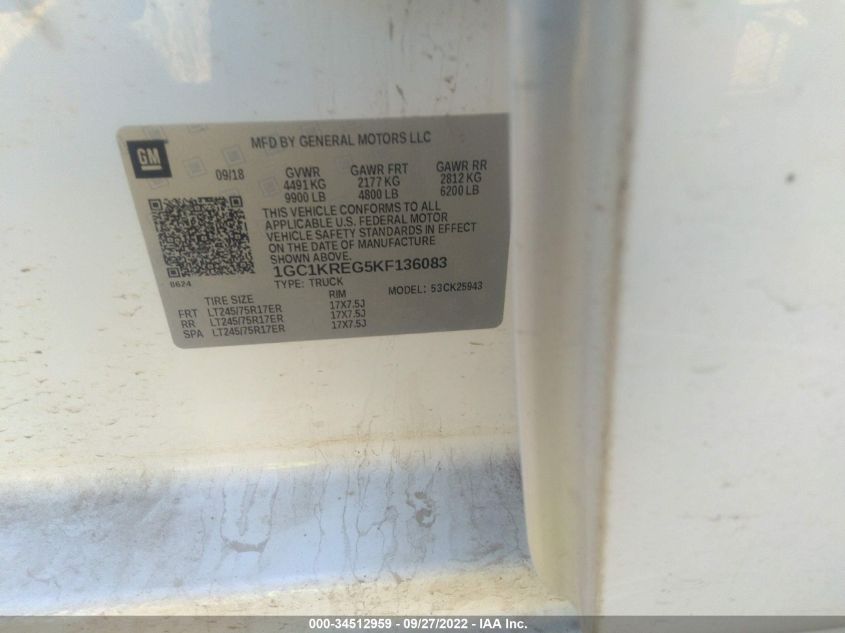 GM
MFD BY GENERAL MOTORS LLC
09/18 GVWR GAWR FRT GAWR RR
4491 KG 2177 KG 2812 KG
9900 LB 4800 LB 6200 LB
THIS VEHICLE CONFORMS TO ALL
APPLICABLE U.S. FEDERAL MOTOR
VEHICLE SAFETY STANDARDS IN EFFECT
ON THE DATE OF MANUFACTURE
SHOWN ABOVE.
1GC1KREG5KF136083
8624
TYPE: TRUCK MODEL: 53CK25943
TIRE SIZE RIM
FRT LT245/75R17ER 17X7.5J
RR LT245/75R17ER 17X7.5J
SPA LT245/75R17ER 17X7.5J
000-34512959 - 09/27/2022 - IAA Inc.